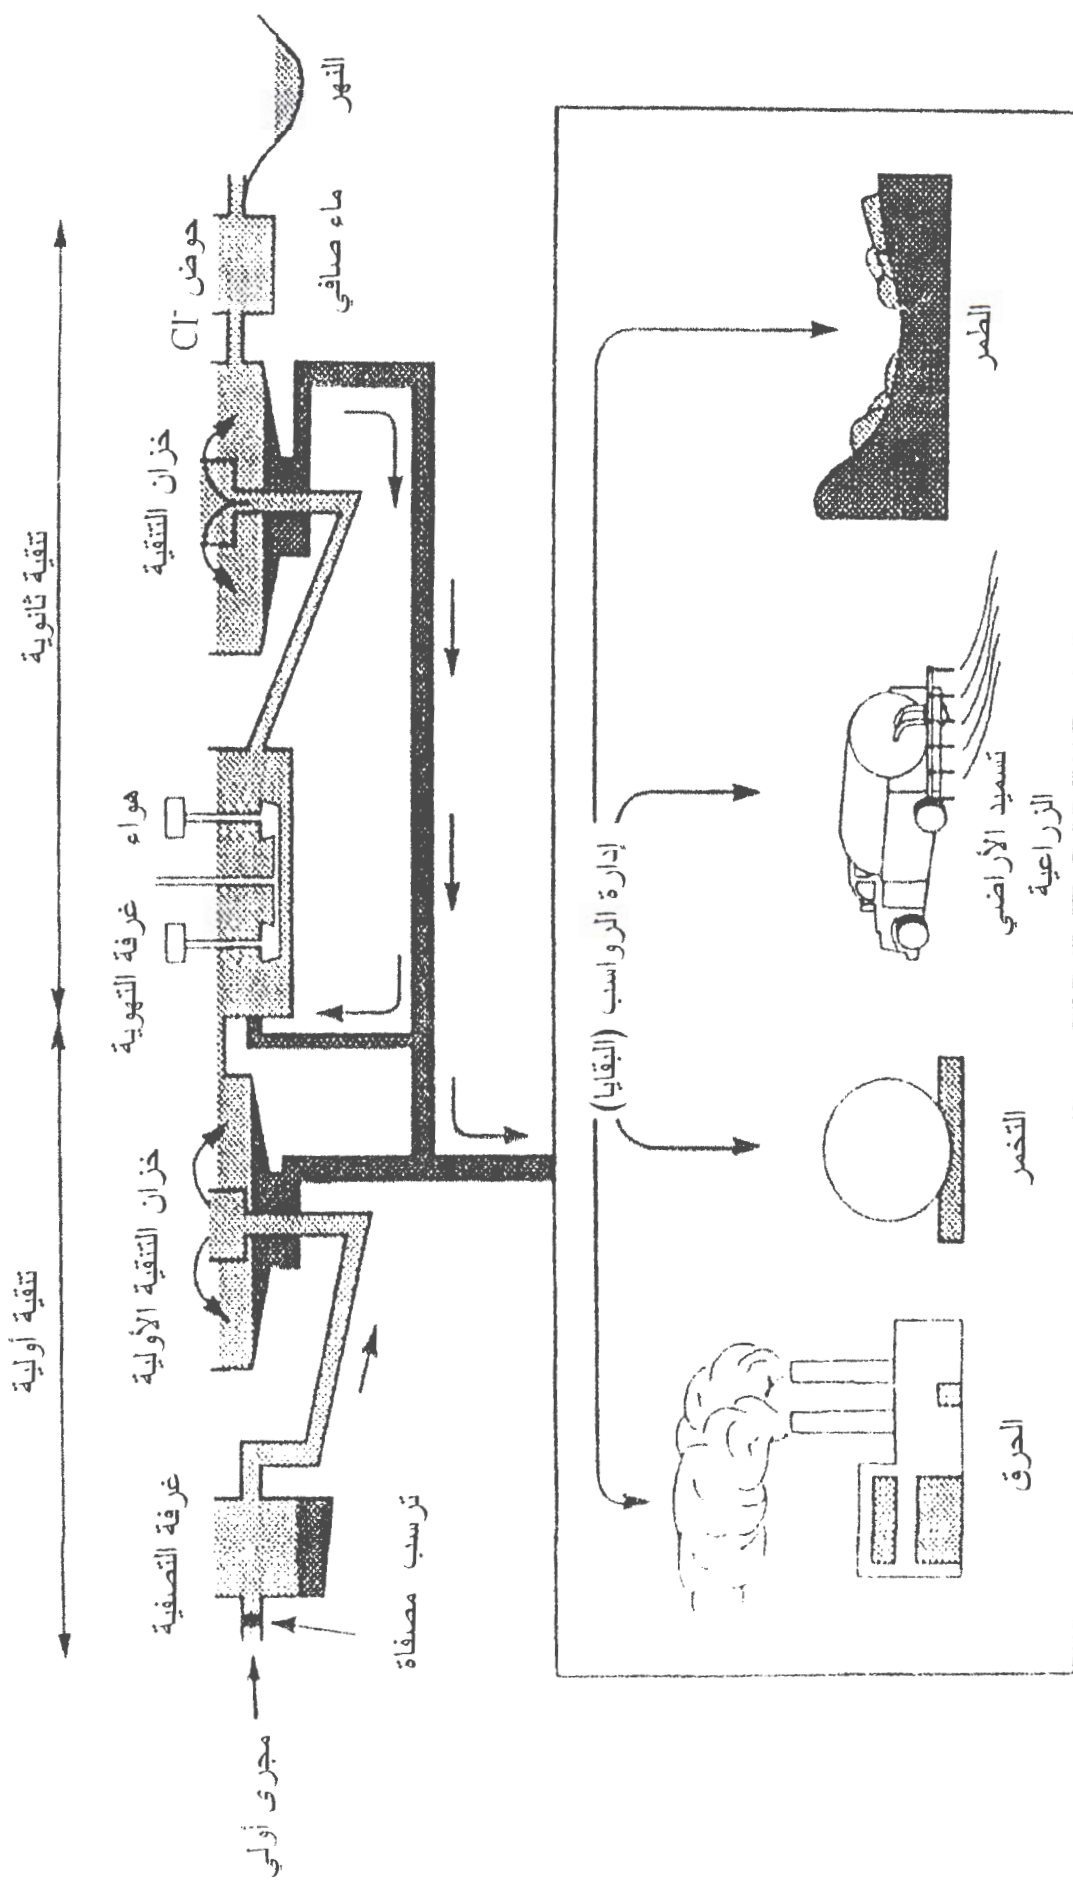 تنقية أولية
تنقية ثانوية
مجرى أولي
غرفة التصفية
خزان التنقية الأولية
غرفة التهوية
هواء
خزان التنقية
حوض Cl⁻
مصفاة
ترسب
ماء صافي
النهر
إدارة الرواسب (البقايا)
الحرق
التخمر
تسميد الأراضي
الزراعية
الطمر